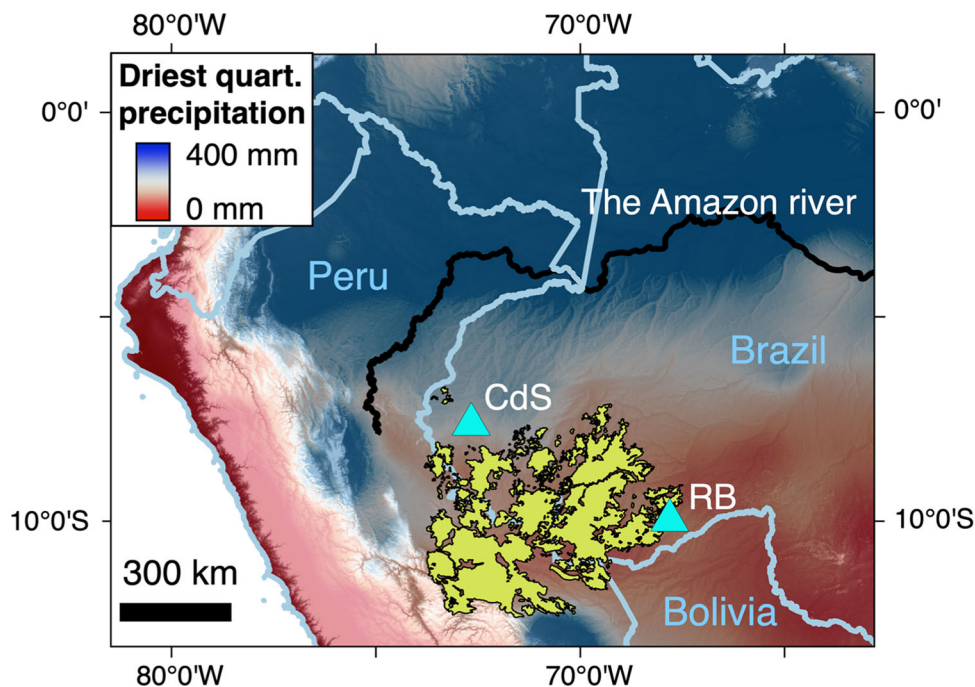 80°0'W 70°0'W
Driest quart.
precipitation
400 mm
0 mm
0°0' 0°0'
The Amazon river
Peru
Brazil
CdS
RB
10°0'S 10°0'S
300 km
Bolivia
80°0'W 70°0'W